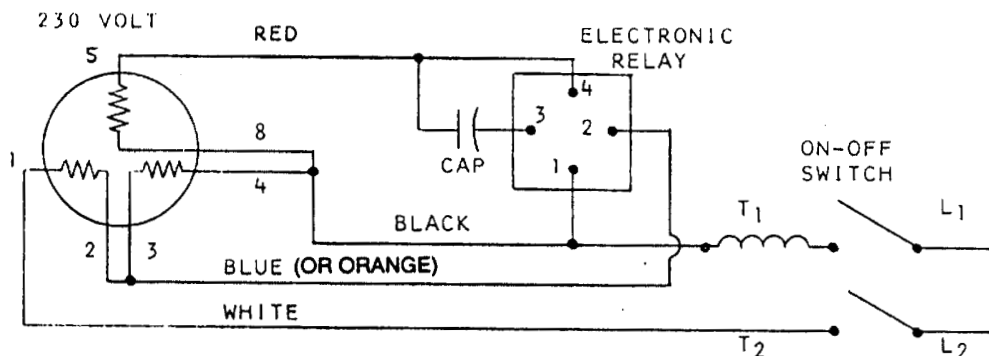 230 VOLT
5
RED
ELECTRONIC
RELAY
4
3
2
1
CAP
8
1
4
ON-OFF
SWITCH
T1
L1
BLACK
2
3
BLUE (OR ORANGE)
WHITE
T2
L2